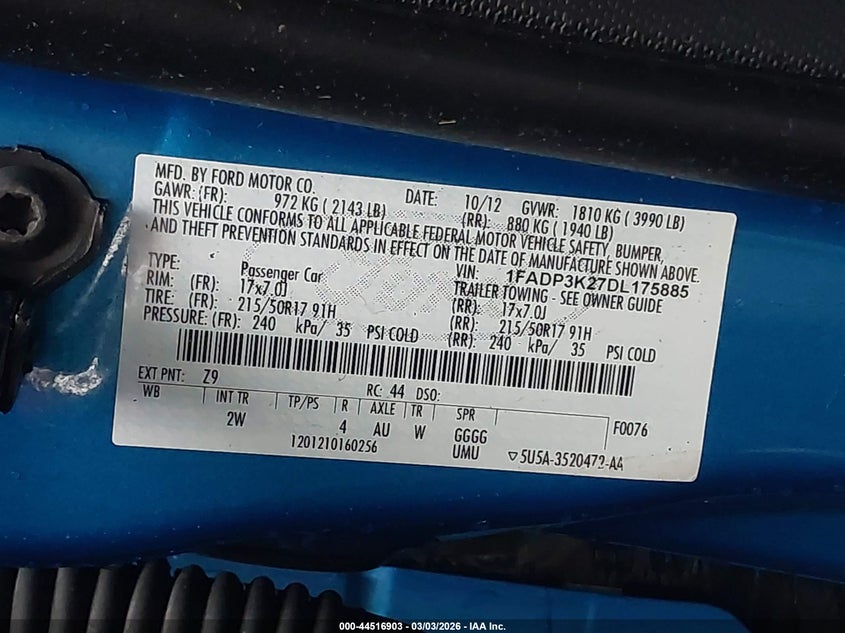 MFD. BY FORD MOTOR CO. DATE: 10/12 GVWR: 1810 KG ( 3990 LB)
GAWR: (FR): 972 KG ( 2143 LB) (RR): 880 KG ( 1940 LB)
THIS VEHICLE CONFORMS TO ALL APPLICABLE FEDERAL MOTOR VEHICLE SAFETY, BUMPER,
AND THEFT PREVENTION STANDARDS IN EFFECT ON THE DATE OF MANUFACTURE SHOWN ABOVE.
VIN: 1FADP3K27DL175885
TYPE: Passenger Car TRAILER TOWING - SEE OWNER GUIDE
RIM: (FR): 17x7.0J (RR): 17x7.0J
TIRE: (FR): 215/50R17 91H (RR): 215/50R17 91H
PRESSURE: (FR): 240 kPa/ 35 PSI COLD (RR): 240 kPa/ 35 PSI COLD
EXT PNT: Z9 RC: 44 DSO:
WB INT TR TP/PS R AXLE TR SPR F0076
2W 4 AU W GGGG
1201210160256 UMU 5U5A-3520472-AA
000-44516903 - 03/03/2026 - IAA Inc.